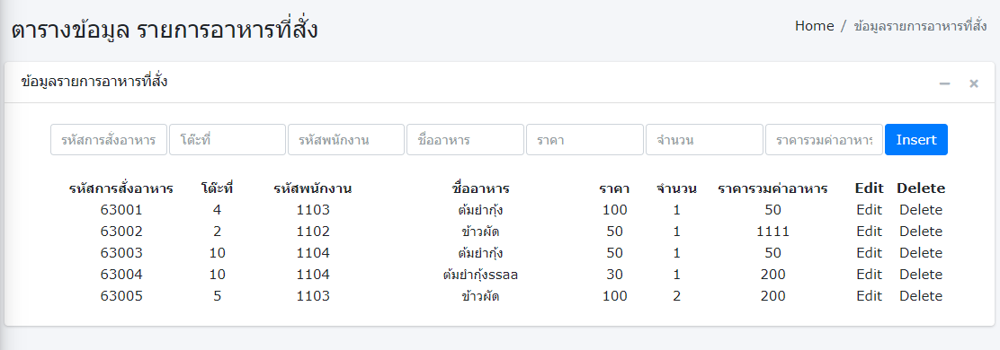 ตารางข้อมูล รายการอาหารที่สั่ง
Home / ข้อมูลรายการอาหารที่สั่ง
ข้อมูลรายการอาหารที่สั่ง
รหัสการสั่งอาหาร โต๊ะที่ รหัสพนักงาน ชื่ออาหาร ราคา จำนวน ราคารวมค่าอาหาร Insert
รหัสการสั่งอาหาร โต๊ะที่ รหัสพนักงาน ชื่ออาหาร ราคา จำนวน ราคารวมค่าอาหาร Edit Delete
63001 4 1103 ต้มยำกุ้ง 100 1 50 Edit Delete
63002 2 1102 ข้าวผัด 50 1 1111 Edit Delete
63003 10 1104 ต้มยำกุ้ง 50 1 50 Edit Delete
63004 10 1104 ต้มยำกุ้งssaa 30 1 200 Edit Delete
63005 5 1103 ข้าวผัด 100 2 200 Edit Delete